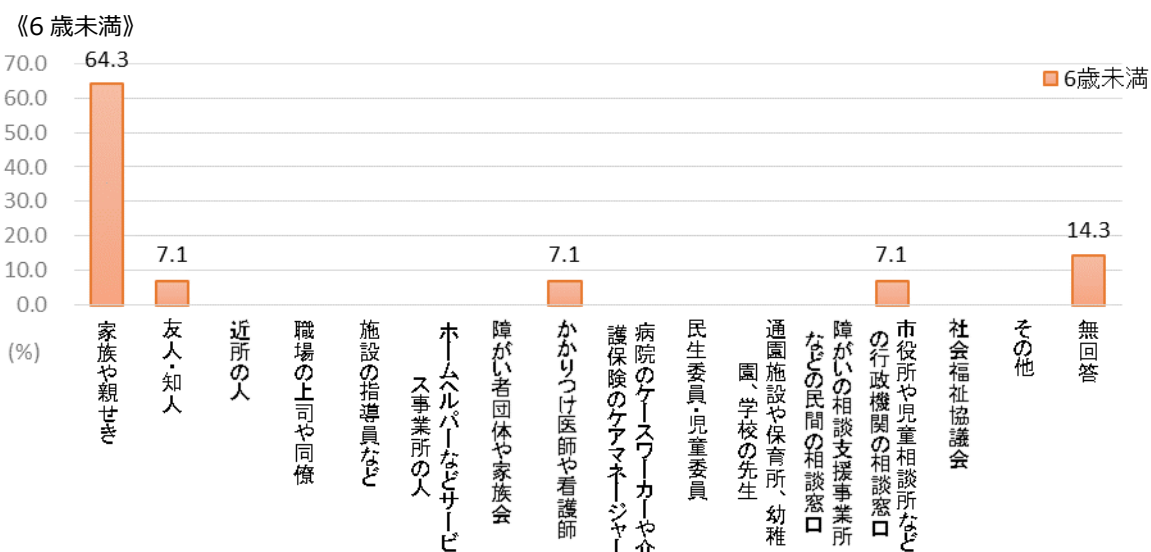 《6 歳未満》
70.0
60.0
50.0
40.0
30.0
20.0
10.0
0.0
(%)
64.3
7.1
7.1
7.1
14.3
6歳未満
家族や親せき
友人・知人
近所の人
職場の上司や同僚
施設の指導員など
ホームヘルパーなどサービ
ス事業所の人
障がい者団体や家族会
かかりつけ医師や看護師
病院のケースワーカーや介
護保険のケアマネージャー
民生委員・児童委員
通園施設や保育所、幼稚
園、学校の先生
障がいの相談支援事業所
などの民間の相談窓口
市役所や児童相談所など
の行政機関の相談窓口
社会福祉協議会
その他
無回答